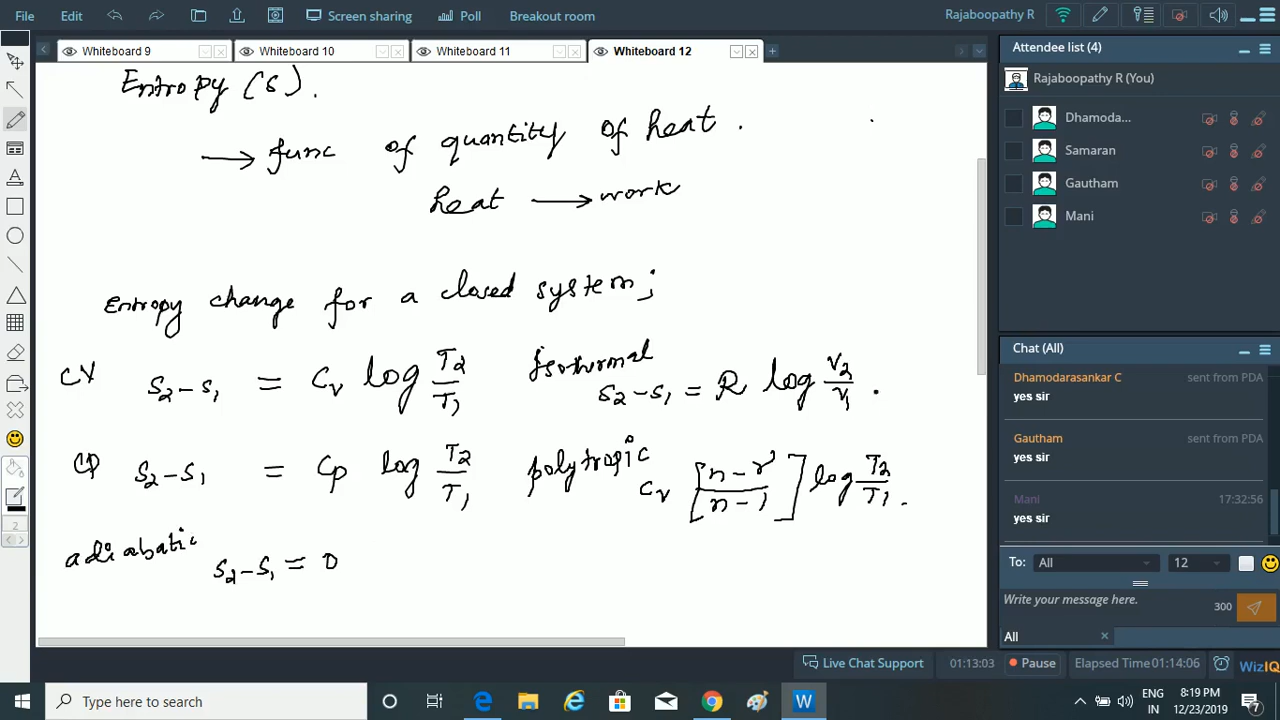 File Edit Screen sharing Poll Breakout room Rajaboopathy R
Whiteboard 9 Whiteboard 10 Whiteboard 11 Whiteboard 12
Attendee list (4)
Rajaboopathy R (You)
Dhamoda...
Samaran
Gautham
Mani
Entropy (s).
→ func of quantity of heat.
heat → work
Entropy change for a closed system;
CV S2-S1 = Cv log T2/T1
isothermal S2-S1 = R log V2/V1.
CP S2-S1 = Cp log T2/T1
polytropic Cv [n-γ/n-1] log T2/T1.
adiabatic S2-S1 = 0
2
Chat (All)
Dhamodarasankar C sent from PDA
yes sir
Gautham sent from PDA
yes sir
Mani 17:32:56
yes sir
To: All 12
Write your message here. 300
All
Live Chat Support 01:13:03 Pause Elapsed Time 01:14:06 WizIQ
Type here to search
W
ENG 8:19 PM
IN 12/23/2019